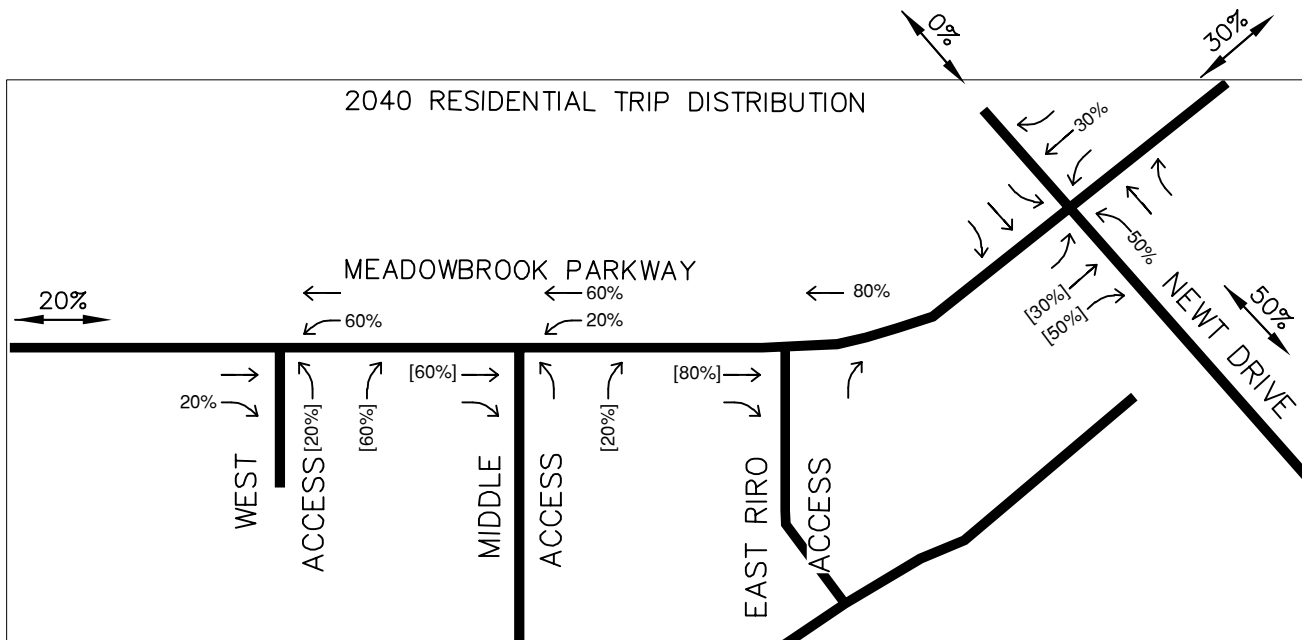 0%
30%
2040 RESIDENTIAL TRIP DISTRIBUTION
30%
MEADOWBROOK PARKWAY
50%
NEWT DRIVE
50%
20%
60%
60%
20%
80%
[30%]
[50%]
20%
[20%]
[60%]
[60%]
[20%]
[80%]
WEST
ACCESS
MIDDLE
ACCESS
EAST RIRO
ACCESS